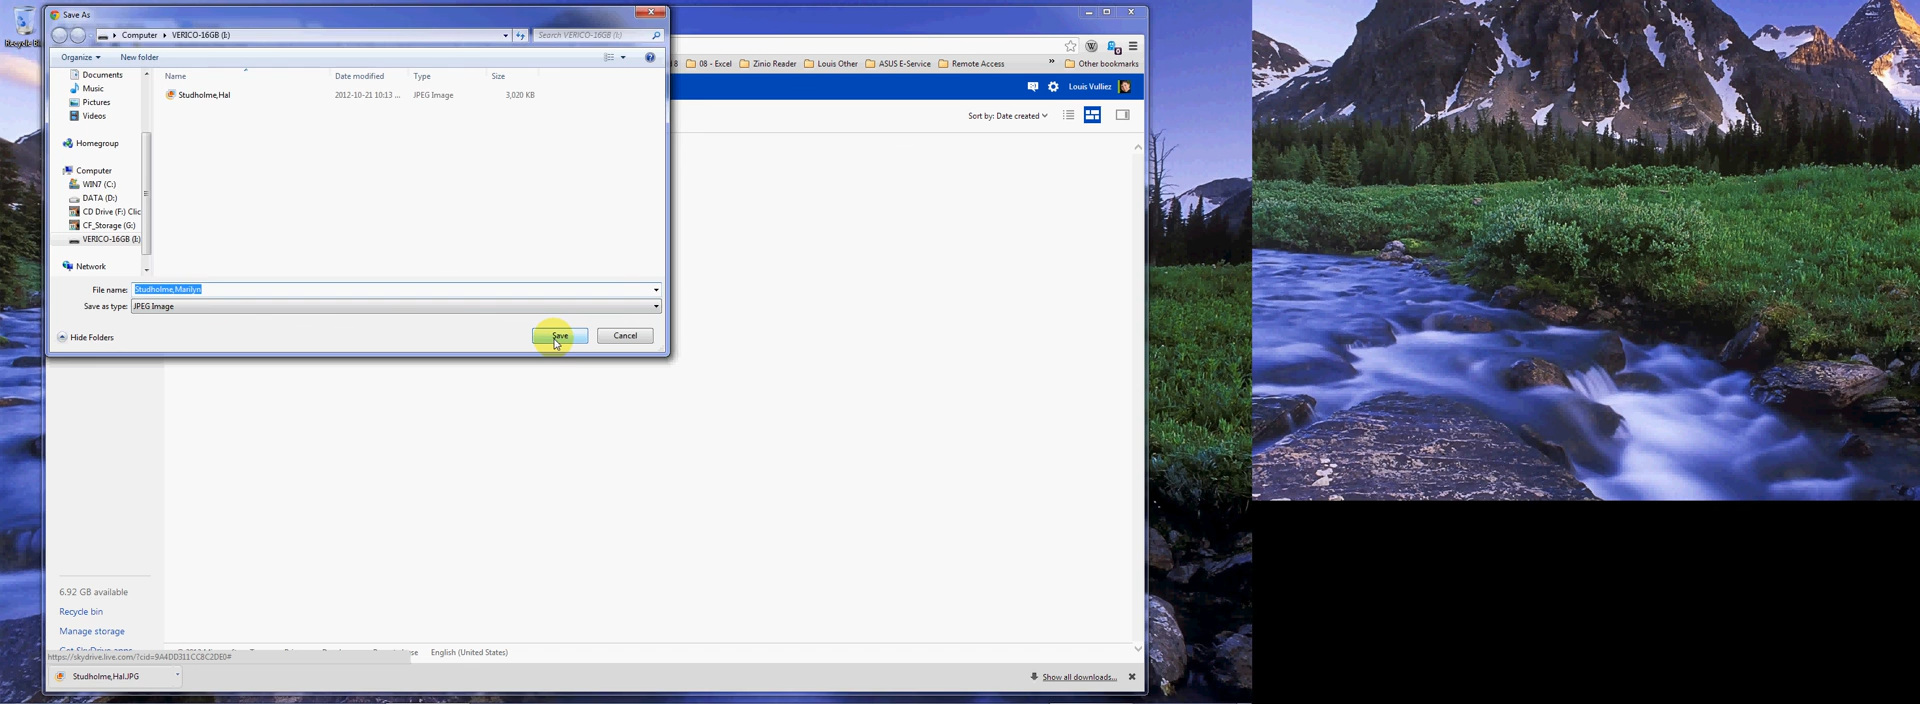 Save As
Computer VERICO-16GB (I:) Search VERICO-16GB (I:)
Organize New folder
Name Date modified Type Size
Studholme,Hal 2012-10-21 10:13 ... JPEG Image 3,020 KB
Documents
Music
Pictures
Videos
Homegroup
Computer
WIN7 (C:)
DATA (D:)
CD Drive (F:) Clic
CF_Storage (G:)
VERICO-16GB (I:)
Network
File name: Studholme,Marilyn
Save as type: JPEG Image
Hide Folders Save Cancel
Recycle Bi
8 08 - Excel Zinio Reader Louis Other ASUS E-Service Remote Access » Other bookmarks
Louis Vulliez
Sort by: Date created
6.92 GB available
Recycle bin
Manage storage
English (United States)
https://skydrive.live.com/?cid=9A4DD311CC8C2DE0#
Studholme,Hal.JPG Show all downloads...